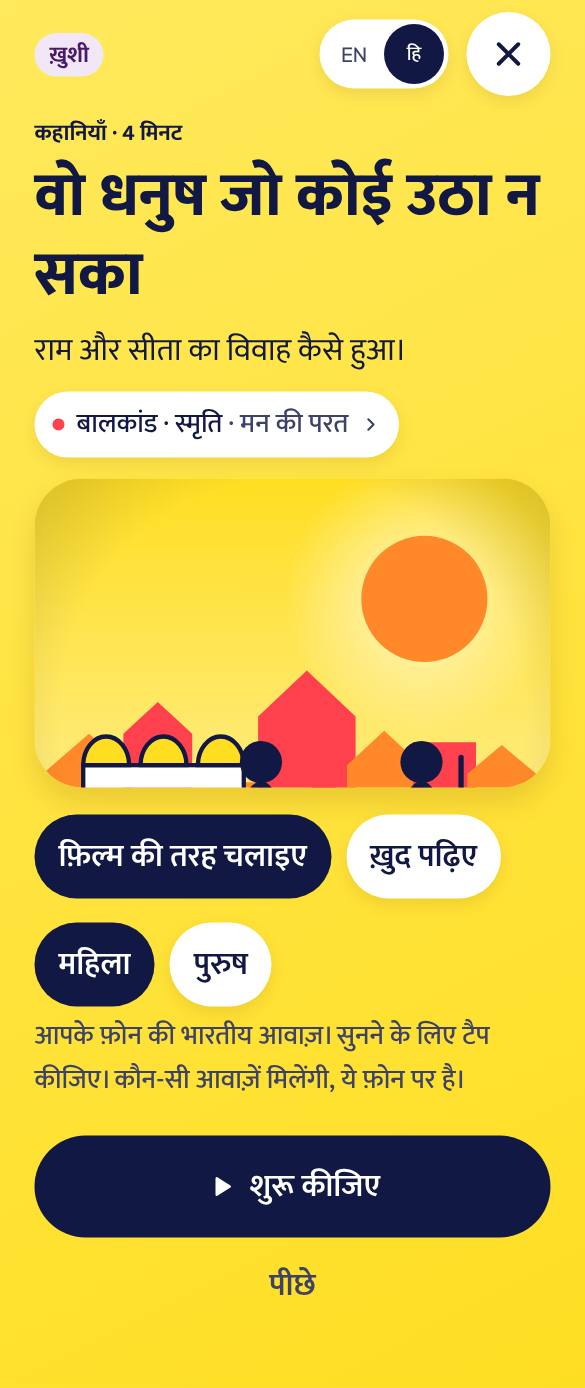 ख़ुशी
EN
हि
कहानियाँ · 4 मिनट
वो धनुष जो कोई उठा न
सका
राम और सीता का विवाह कैसे हुआ।
बालकांड · स्मृति · मन की परत
फ़िल्म की तरह चलाइए
ख़ुद पढ़िए
महिला
पुरुष
आपके फ़ोन की भारतीय आवाज़। सुनने के लिए टैप
कीजिए। कौन-सी आवाज़ें मिलेंगी, ये फ़ोन पर है।
शुरू कीजिए
पीछे